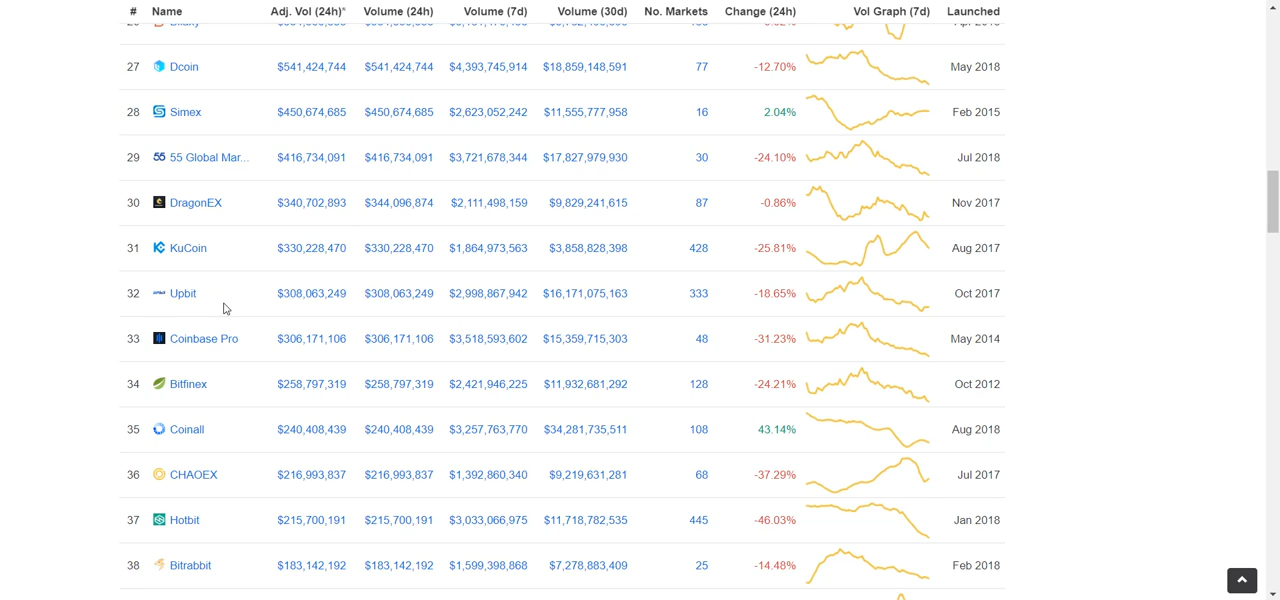 # Name Adj. Vol (24h)* Volume (24h) Volume (7d) Volume (30d) No. Markets Change (24h) Vol Graph (7d) Launched
27 Dcoin $541,424,744 $541,424,744 $4,393,745,914 $18,859,148,591 77 -12.70% May 2018
28 Simex $450,674,685 $450,674,685 $2,623,052,242 $11,555,777,958 16 2.04% Feb 2015
29 55 Global Mar... $416,734,091 $416,734,091 $3,721,678,344 $17,827,979,930 30 -24.10% Jul 2018
30 DragonEX $340,702,893 $344,096,874 $2,111,498,159 $9,829,241,615 87 -0.86% Nov 2017
31 KuCoin $330,228,470 $330,228,470 $1,864,973,563 $3,858,828,398 428 -25.81% Aug 2017
32 Upbit $308,063,249 $308,063,249 $2,998,867,942 $16,171,075,163 333 -18.65% Oct 2017
33 Coinbase Pro $306,171,106 $306,171,106 $3,518,593,602 $15,359,715,303 48 -31.23% May 2014
34 Bitfinex $258,797,319 $258,797,319 $2,421,946,225 $11,932,681,292 128 -24.21% Oct 2012
35 Coinall $240,408,439 $240,408,439 $3,257,763,770 $34,281,735,511 108 43.14% Aug 2018
36 CHAOEX $216,993,837 $216,993,837 $1,392,860,340 $9,219,631,281 68 -37.29% Jul 2017
37 Hotbit $215,700,191 $215,700,191 $3,033,066,975 $11,718,782,535 445 -46.03% Jan 2018
38 Bitrabbit $183,142,192 $183,142,192 $1,599,398,868 $7,278,883,409 25 -14.48% Feb 2018